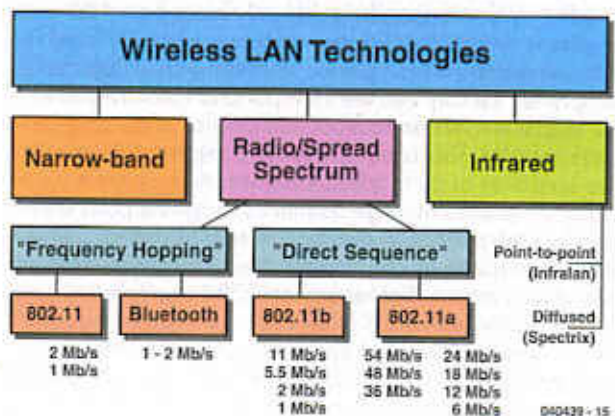 Wireless LAN Technologies
Narrow-band
Radio/Spread
Spectrum
Infrared
"Frequency Hopping"
"Direct Sequence"
Point-to-point
(Infralan)
802.11
Bluetooth
802.11b
802.11a
Diffused
(Spectrix)
2 Mb/s
1 Mb/s
1 - 2 Mb/s
11 Mb/s
5.5 Mb/s
2 Mb/s
1 Mb/s
54 Mb/s
48 Mb/s
36 Mb/s
24 Mb/s
18 Mb/s
12 Mb/s
6 Mb/s
040439 - 15